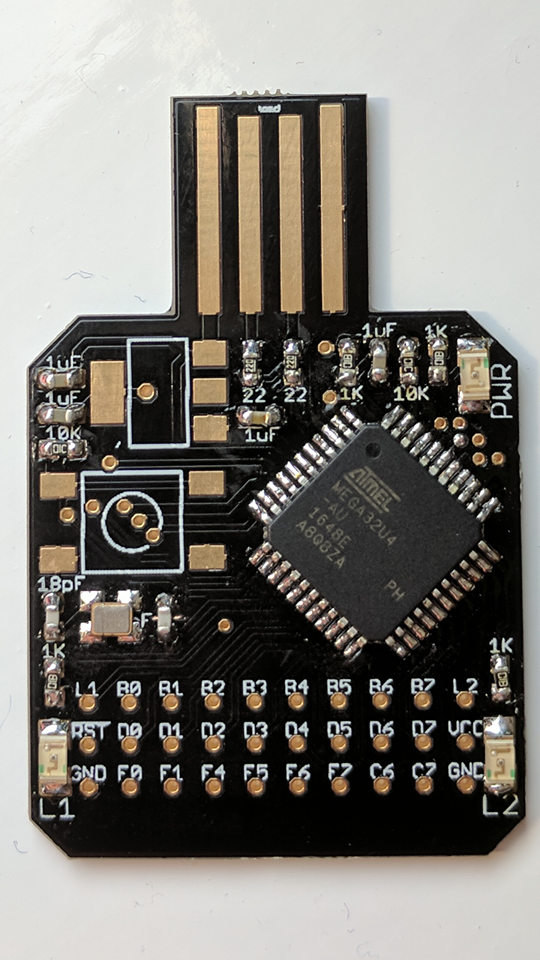 1uF 1K
1uF
1uF
22 22
1K 10K
PWR
1uF
10K
ATMEL
MEGA32U4
-AU
1648E
A608ZA
PH
18pF
F
1K
1K
L1 B0 B1 B2 B3 B4 B5 B6 B7 L2
RST D0 D1 D2 D3 D4 D5 D6 D7 VCC
GND F0 F1 F4 F5 F6 F7 C6 C7 GND
L1 L2